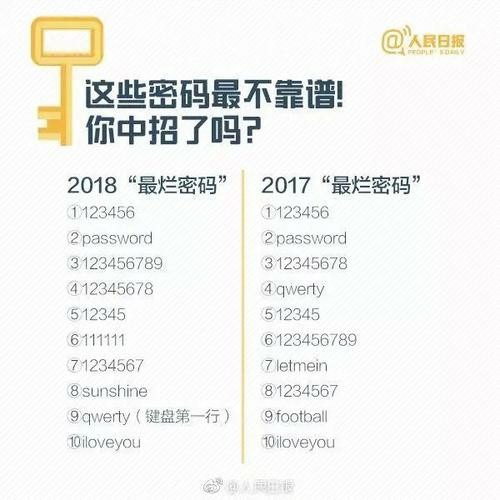 @人民日报
PEOPLE'S DAILY
这些密码最不靠谱!
你中招了吗?
2018“最烂密码”
①123456
②password
③123456789
④12345678
⑤12345
⑥111111
⑦1234567
⑧sunshine
⑨qwerty（键盘第一行）
⑩iloveyou
2017“最烂密码”
①123456
②password
③12345678
④qwerty
⑤12345
⑥123456789
⑦letmein
⑧1234567
⑨football
⑩iloveyou
@人民日报